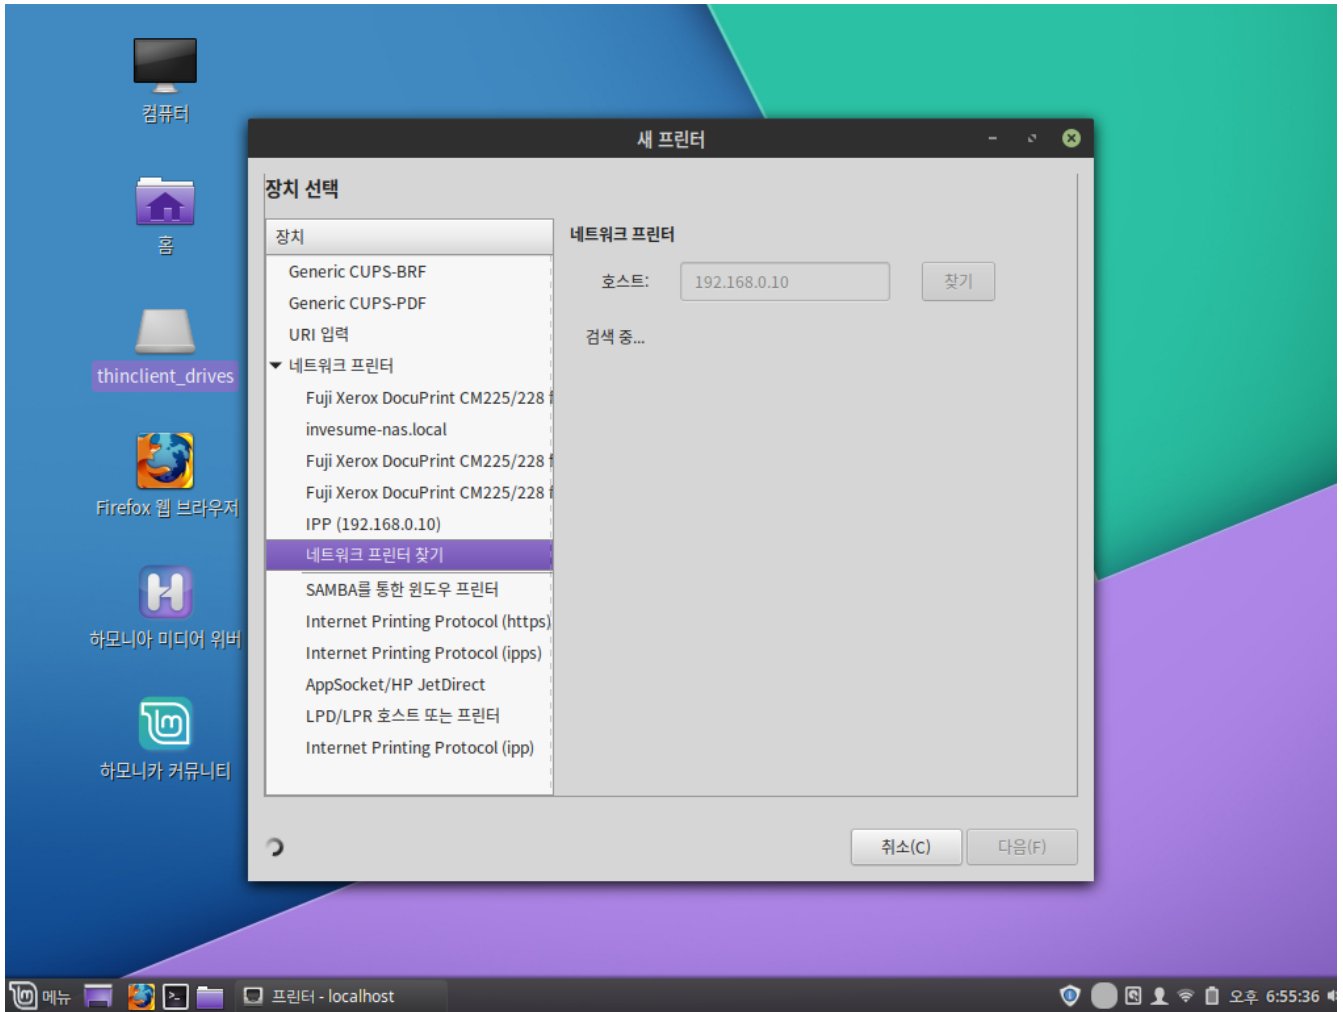 컴퓨터
홈
thinclient_drives
Firefox 웹 브라우저
하모니아 미디어 위버
하모니카 커뮤니티
새 프린터
장치 선택
장치
Generic CUPS-BRF
Generic CUPS-PDF
URI 입력
네트워크 프린터
Fuji Xerox DocuPrint CM225/228 f
invesume-nas.local
Fuji Xerox DocuPrint CM225/228 f
Fuji Xerox DocuPrint CM225/228 f
IPP (192.168.0.10)
네트워크 프린터 찾기
SAMBA를 통한 윈도우 프린터
Internet Printing Protocol (https)
Internet Printing Protocol (ipps)
AppSocket/HP JetDirect
LPD/LPR 호스트 또는 프린터
Internet Printing Protocol (ipp)
네트워크 프린터
호스트: 192.168.0.10 찾기
검색 중...
취소(C) 다음(F)
메뉴 프린터 - localhost 오후 6:55:36